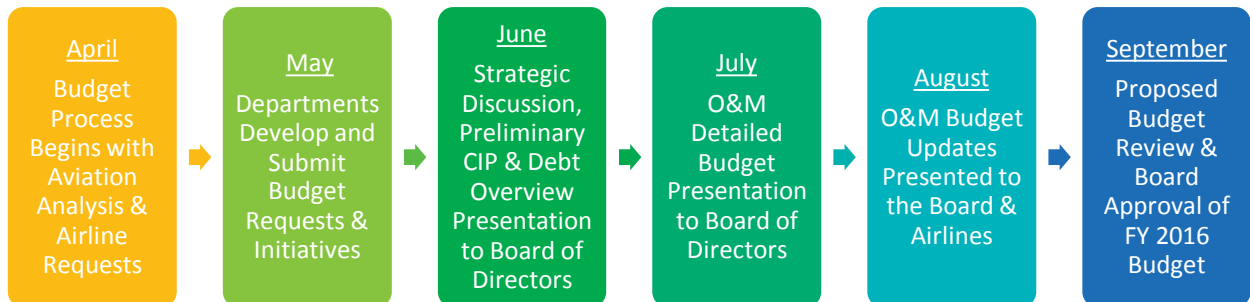 April
Budget
Process
Begins with
Aviation
Analysis &
Airline
Requests
May
Departments
Develop and
Submit
Budget
Requests &
Initiatives
June
Strategic
Discussion,
Preliminary
CIP & Debt
Overview
Presentation
to Board of
Directors
July
O&M
Detailed
Budget
Presentation
to Board of
Directors
August
O&M Budget
Updates
Presented to
the Board &
Airlines
September
Proposed
Budget
Review &
Board
Approval of
FY 2016
Budget